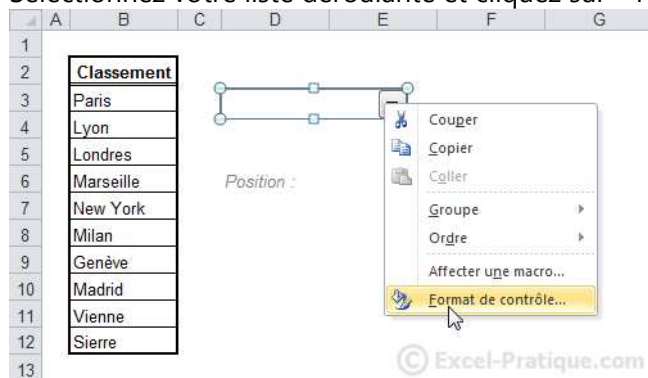 Sélectionnez votre liste déroulante et cliquez sur
A B C D E F G
1
2 Classement
3 Paris
4 Lyon
5 Londres
6 Marseille Position :
7 New York
8 Milan
9 Genève
10 Madrid
11 Vienne
12 Sierre
13
Couper
Copier
Coller
Groupe
Ordre
Affecter une macro...
Format de contrôle...
© Excel-Pratique.com